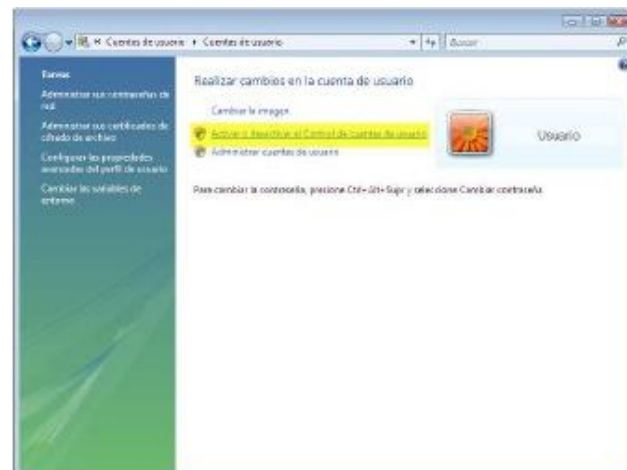 « Cuentas de usuario ▸ Cuentas de usuario
Buscar
Tareas
Administrar sus contraseñas de
red
Administrar sus certificados de
cifrado de archivo
Configurar las propiedades
avanzadas del perfil de usuario
Cambiar las variables de
entorno
Realizar cambios en la cuenta de usuario
Cambiar la imagen
Activar o desactivar el Control de cuentas de usuario
Administrar cuentas de usuario
Usuario
Para cambiar la contraseña, presione Ctrl+Alt+Supr y seleccione Cambiar contraseña.